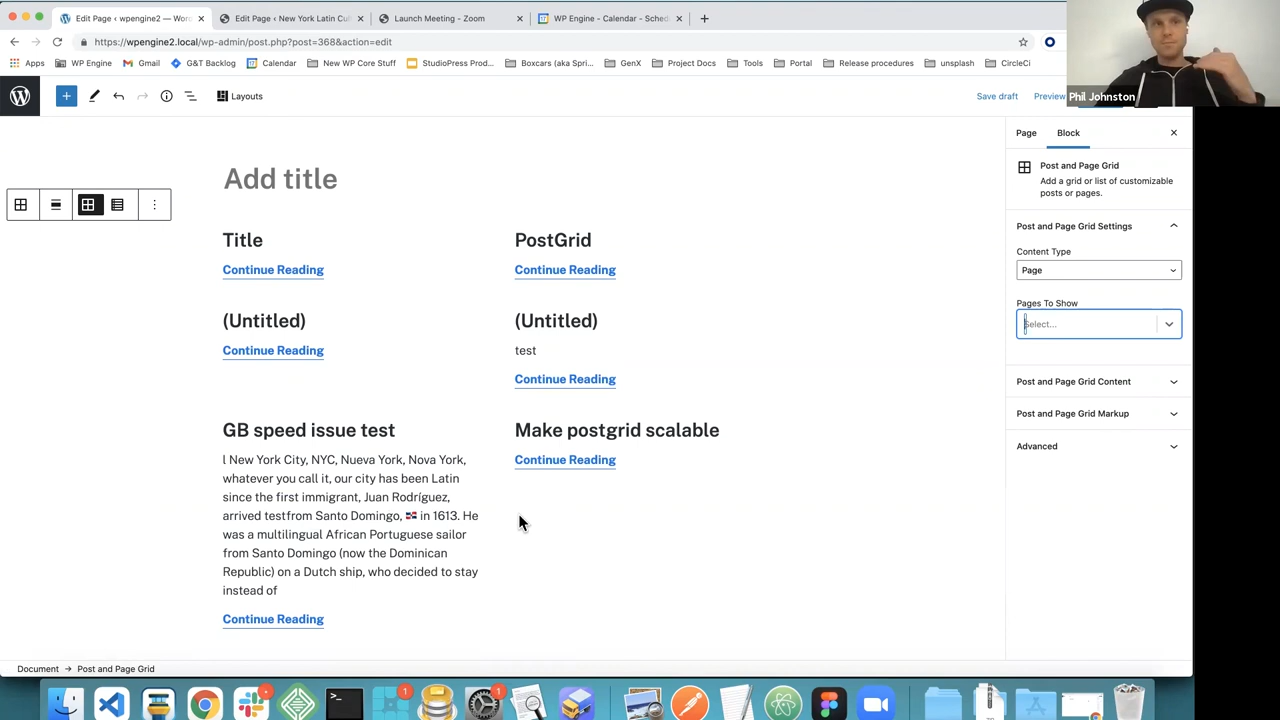 Edit Page ‹ wpengine2 — Wor
Edit Page ‹ New York Latin Cul
Launch Meeting - Zoom
WP Engine - Calendar - Sched
https://wpengine2.local/wp-admin/post.php?post=368&action=edit
Apps
WP Engine
Gmail
G&T Backlog
Calendar
New WP Core Stuff
StudioPress Prod...
Boxcars (aka Spri...
GenX
Project Docs
Tools
Portal
Release procedures
unsplash
CircleCi
Phil Johnston
Layouts
Save draft
Preview
Page
Block
Post and Page Grid
Add a grid or list of customizable
posts or pages.
Add title
Post and Page Grid Settings
Content Type
Page
Pages To Show
Select...
Post and Page Grid Content
Post and Page Grid Markup
Advanced
Title
Continue Reading
PostGrid
Continue Reading
(Untitled)
Continue Reading
(Untitled)
test
Continue Reading
GB speed issue test
l New York City, NYC, Nueva York, Nova York,
whatever you call it, our city has been Latin
since the first immigrant, Juan Rodríguez,
arrived testfrom Santo Domingo, 🇩🇴 in 1613. He
was a multilingual African Portuguese sailor
from Santo Domingo (now the Dominican
Republic) on a Dutch ship, who decided to stay
instead of
Continue Reading
Make postgrid scalable
Continue Reading
Document → Post and Page Grid
1
1